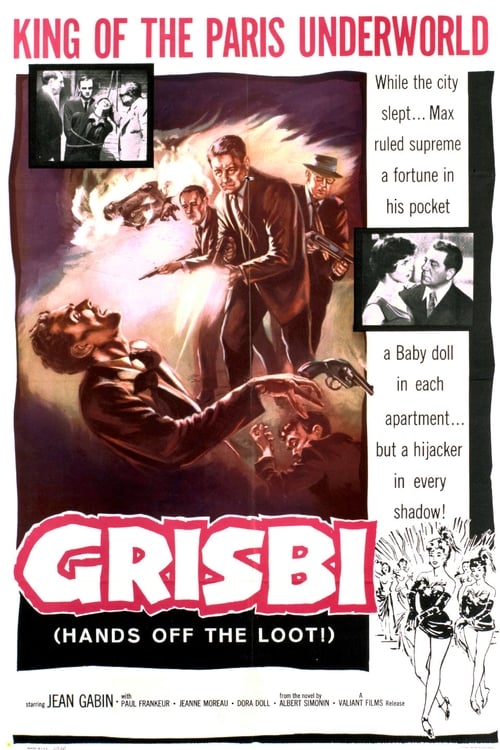 KING OF THE PARIS UNDERWORLD
While the city
slept... Max
ruled supreme
a fortune in
his pocket
a Baby doll
in each
apartment...
but a hijacker
in every
shadow!
GRISBI
(HANDS OFF THE LOOT!)
starring JEAN GABIN with PAUL FRANKEUR · JEANNE MOREAU · DORA DOLL · from the novel by ALBERT SIMONIN · A VALIANT FILMS Release